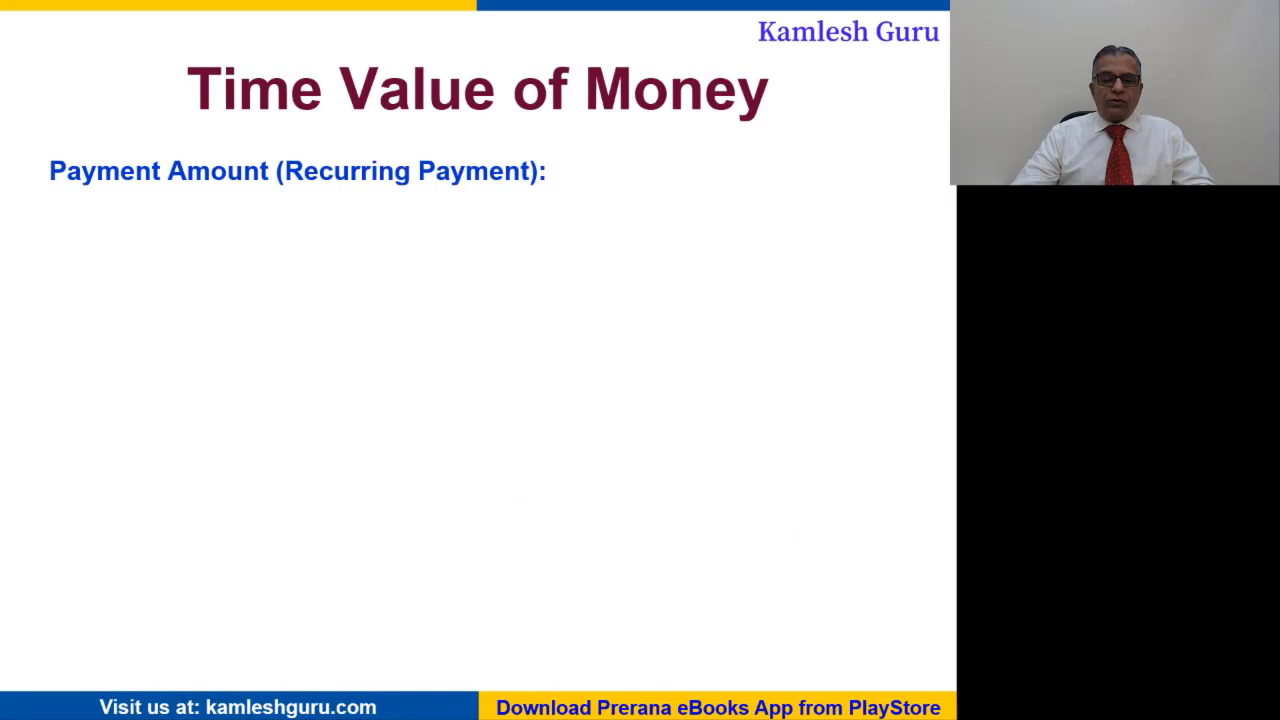 Kamlesh Guru
Time Value of Money
Payment Amount (Recurring Payment):
Visit us at: kamleshguru.com
Download Prerana eBooks App from PlayStore